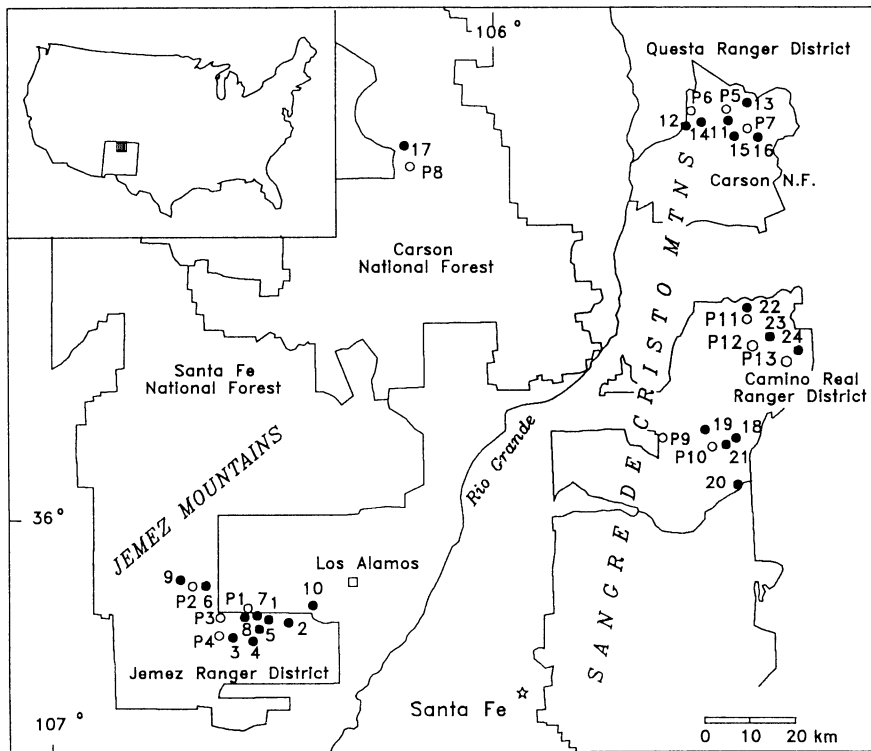 106°
Questa Ranger District
P6 P5 13
12 14 11 P7
15 16
17
P8
Carson N.F.
Carson
National Forest
SANGRE DE CRISTO MTNS
22
P11 23
P12 24
P13
Camino Real
Ranger District
Santa Fe
National Forest
19 18
P9
P10 21
20
JEMEZ MOUNTAINS
Rio Grande
36°
Los Alamos
9 10
P2 6 P1 7 1
P3 2
8 5
P4 3 4
Jemez Ranger District
Santa Fe
107°
0 20 km